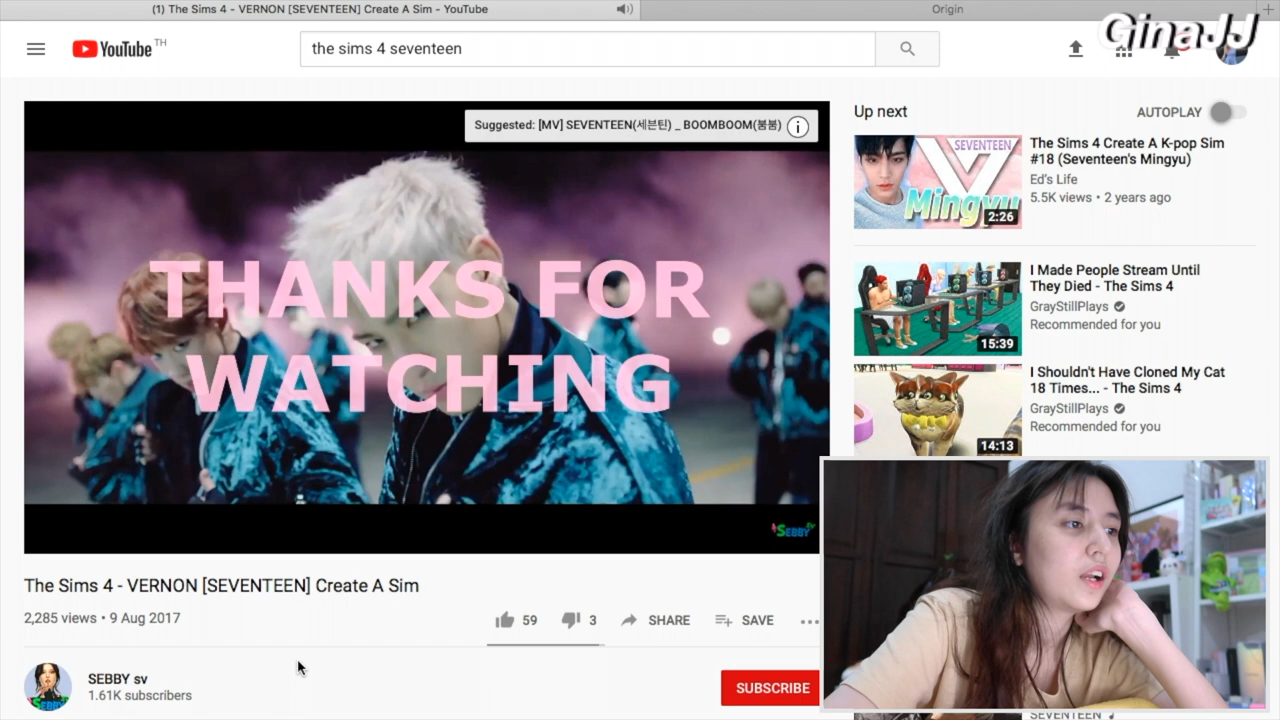 (1) The Sims 4 - VERNON [SEVENTEEN] Create A Sim - YouTube
Origin
GinaJJ
YouTube TH
the sims 4 seventeen
Suggested: [MV] SEVENTEEN(세븐틴) _ BOOMBOOM(붐붐)
THANKS FOR
WATCHING
SEBBY
Up next
AUTOPLAY
SEVENTEEN
Mingyu
2:26
The Sims 4 Create A K-pop Sim
#18 (Seventeen's Mingyu)
Ed's Life
5.5K views • 2 years ago
15:39
I Made People Stream Until
They Died - The Sims 4
GrayStillPlays
Recommended for you
14:13
I Shouldn't Have Cloned My Cat
18 Times... - The Sims 4
GrayStillPlays
Recommended for you
The Sims 4 - VERNON [SEVENTEEN] Create A Sim
2,285 views • 9 Aug 2017
59
3
SHARE
SAVE
SEBBY
SEBBY sv
1.61K subscribers
SUBSCRIBE
SEVENTEEN